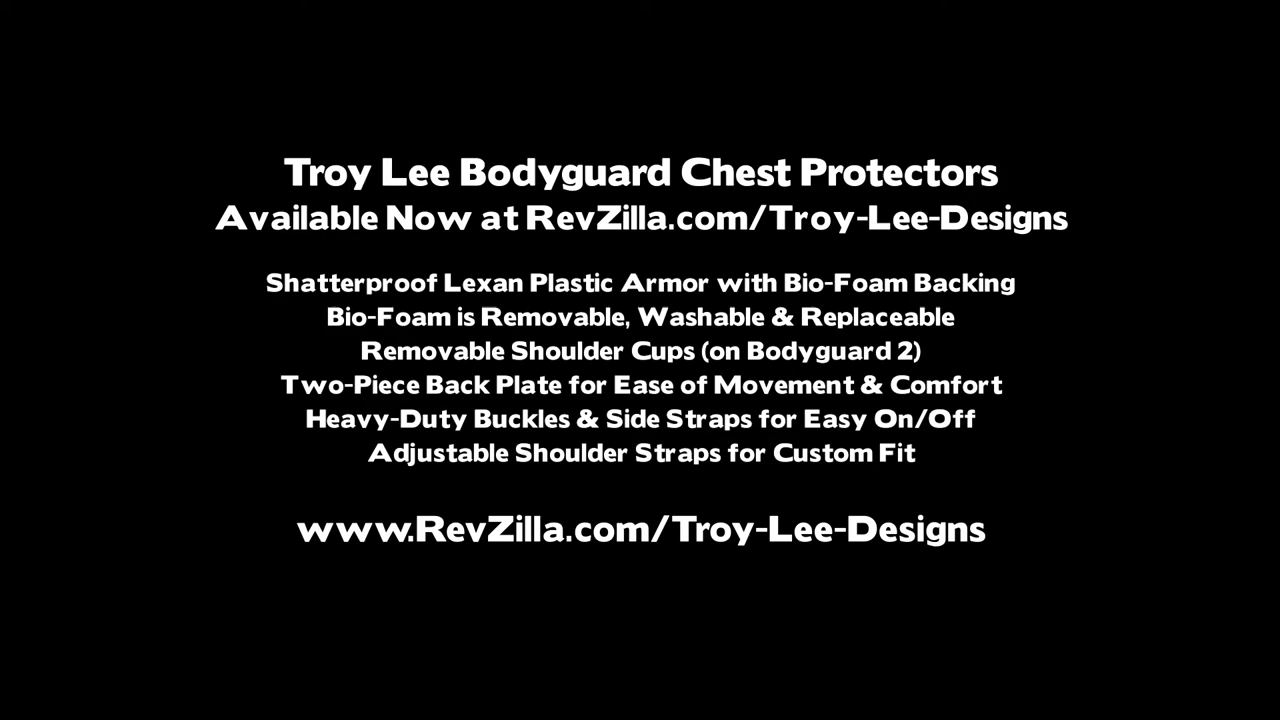 Troy Lee Bodyguard Chest Protectors
Available Now at RevZilla.com/Troy-Lee-Designs
Shatterproof Lexan Plastic Armor with Bio-Foam Backing
Bio-Foam is Removable, Washable & Replaceable
Removable Shoulder Cups (on Bodyguard 2)
Two-Piece Back Plate for Ease of Movement & Comfort
Heavy-Duty Buckles & Side Straps for Easy On/Off
Adjustable Shoulder Straps for Custom Fit
www.RevZilla.com/Troy-Lee-Designs